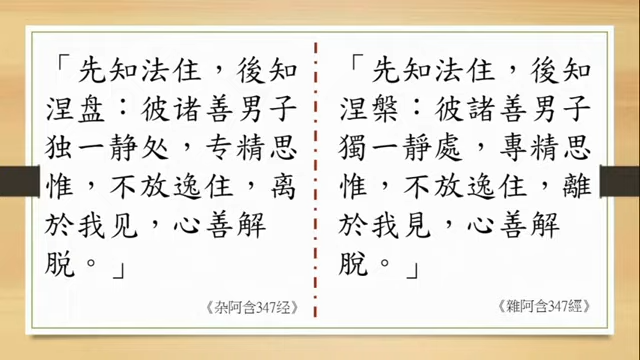 「先知法住，後知
涅盘：彼诸善男子
独一静处，专精思
惟，不放逸住，离
於我见，心善解
脱。」
《杂阿含347经》
「先知法住，後知
涅槃：彼諸善男子
獨一靜處，專精思
惟，不放逸住，離
於我見，心善解
脫。」
《雜阿含347經》